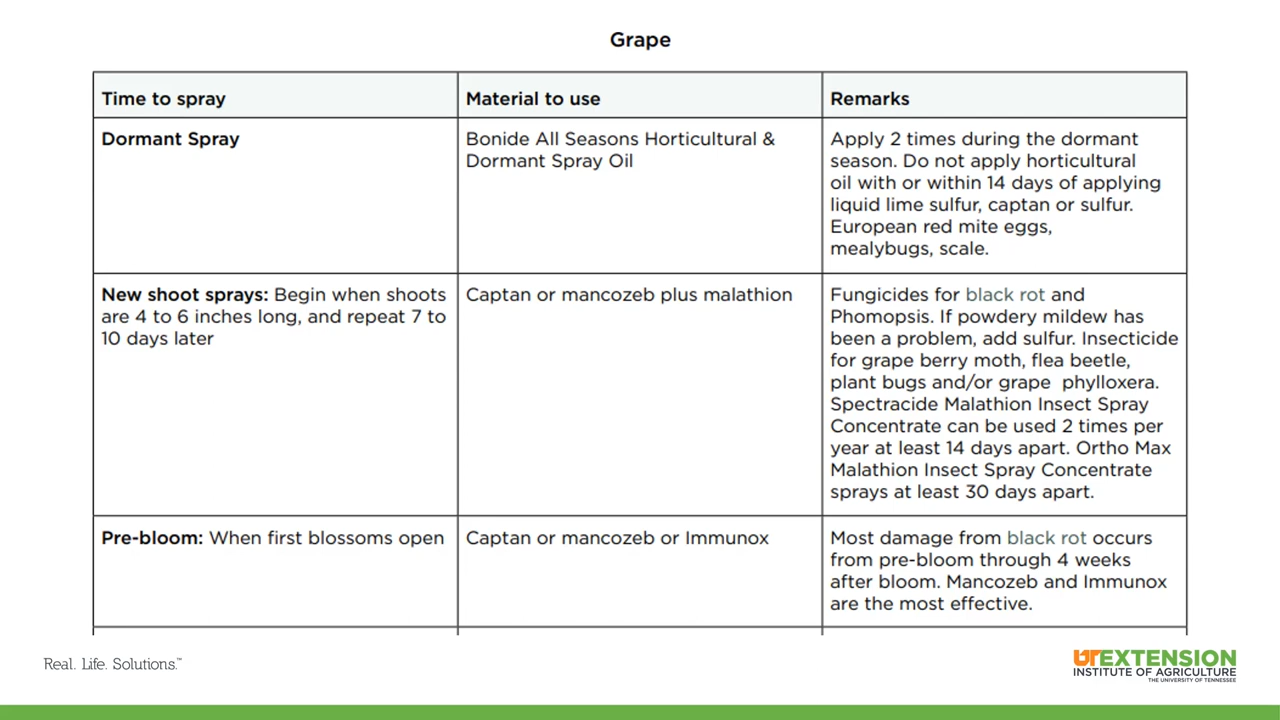 Grape
Time to spray
Material to use
Remarks
Dormant Spray
Bonide All Seasons Horticultural &
Dormant Spray Oil
Apply 2 times during the dormant
season. Do not apply horticultural
oil with or within 14 days of applying
liquid lime sulfur, captan or sulfur.
European red mite eggs,
mealybugs, scale.
New shoot sprays: Begin when shoots
are 4 to 6 inches long, and repeat 7 to
10 days later
Captan or mancozeb plus malathion
Fungicides for black rot and
Phomopsis. If powdery mildew has
been a problem, add sulfur. Insecticide
for grape berry moth, flea beetle,
plant bugs and/or grape  phylloxera.
Spectracide Malathion Insect Spray
Concentrate can be used 2 times per
year at least 14 days apart. Ortho Max
Malathion Insect Spray Concentrate
sprays at least 30 days apart.
Pre-bloom: When first blossoms open
Captan or mancozeb or Immunox
Most damage from black rot occurs
from pre-bloom through 4 weeks
after bloom. Mancozeb and Immunox
are the most effective.
Real. Life. Solutions.™
UT EXTENSION
INSTITUTE OF AGRICULTURE
THE UNIVERSITY OF TENNESSEE